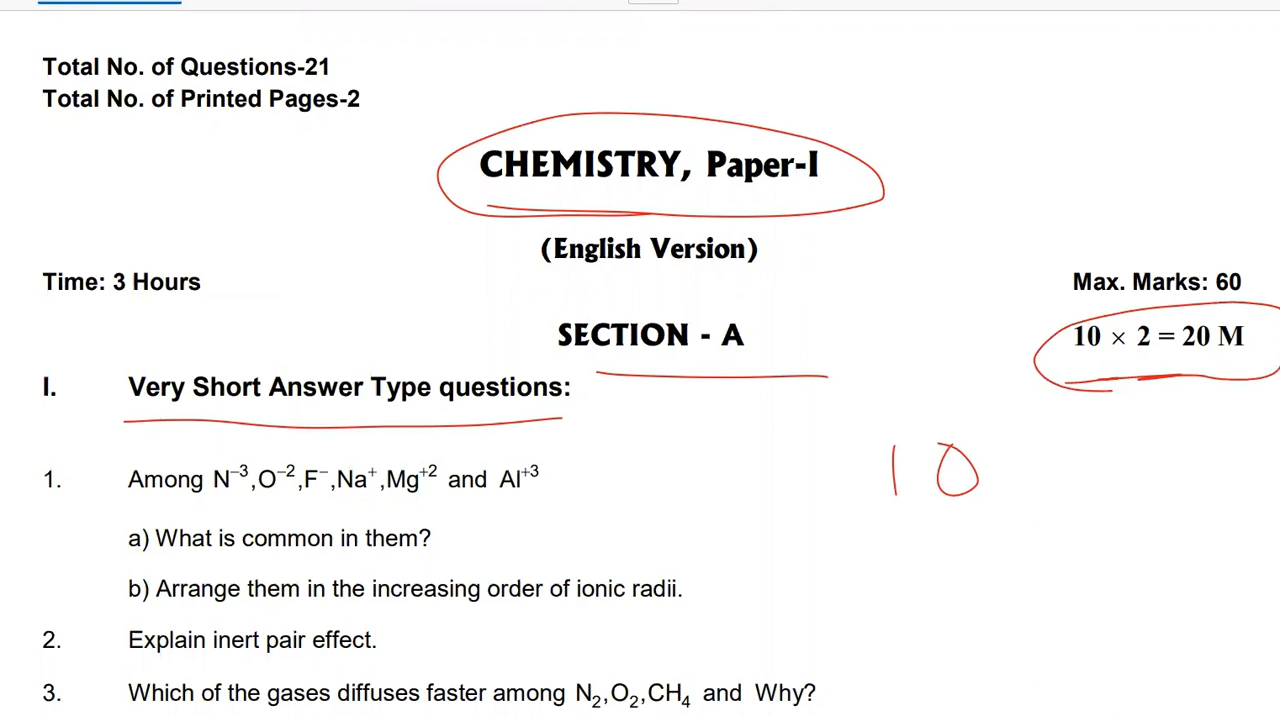 Total No. of Questions-21
Total No. of Printed Pages-2
CHEMISTRY, Paper-I
(English Version)
Time: 3 Hours
Max. Marks: 60
SECTION - A
10 × 2 = 20 M
I. Very Short Answer Type questions:
10
1. Among N⁻³,O⁻²,F⁻,Na⁺,Mg⁺² and Al⁺³
a) What is common in them?
b) Arrange them in the increasing order of ionic radii.
2. Explain inert pair effect.
3. Which of the gases diffuses faster among N₂,O₂,CH₄ and Why?